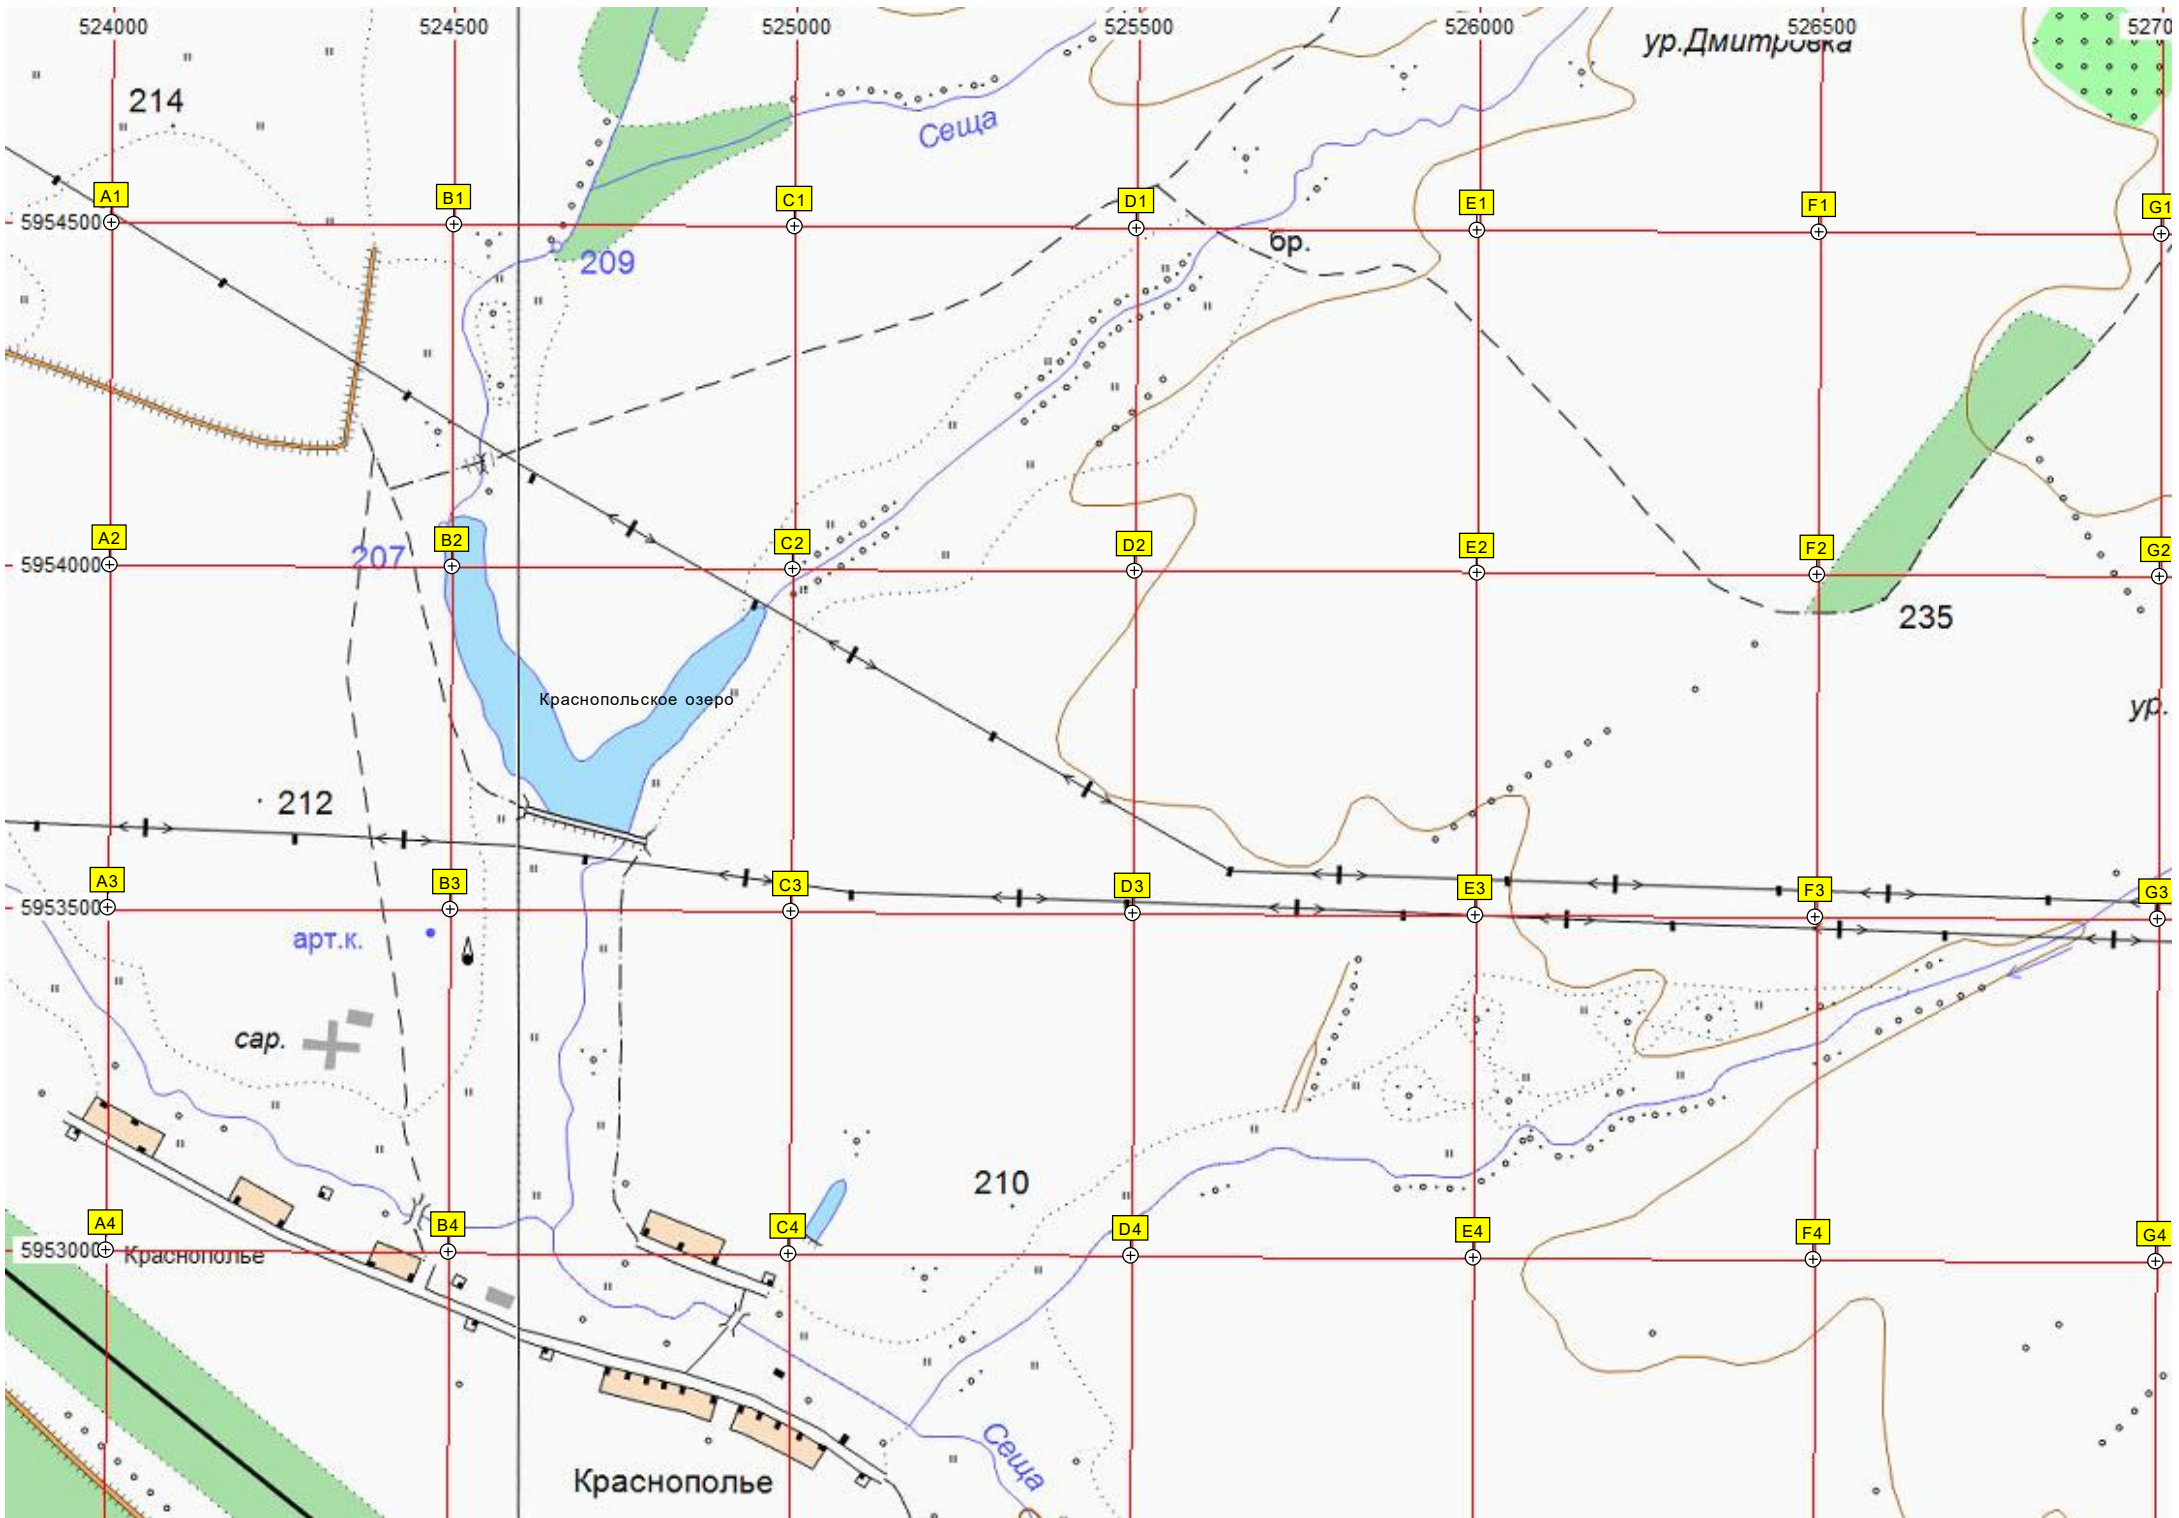 524000 524500 525000 525500 526000 526500 5270
ур.Дмитровка
214
Сеща
A1 B1 C1 D1 E1 F1 G1
5954500
бр.
209
A2 B2 C2 D2 E2 F2 G2
207
5954000
235
Краснопольское озеро
ур.
212
A3 B3 C3 D3 E3 F3 G3
5953500
арт.к.
сар.
210
A4 B4 C4 D4 E4 F4 G4
5953000
Краснополье
Сеща
Краснополье